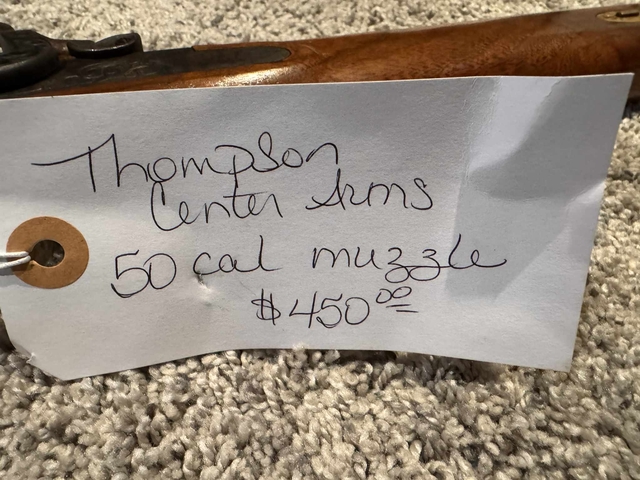 Thompson
Center Arms
50 cal muzzle
$450.00